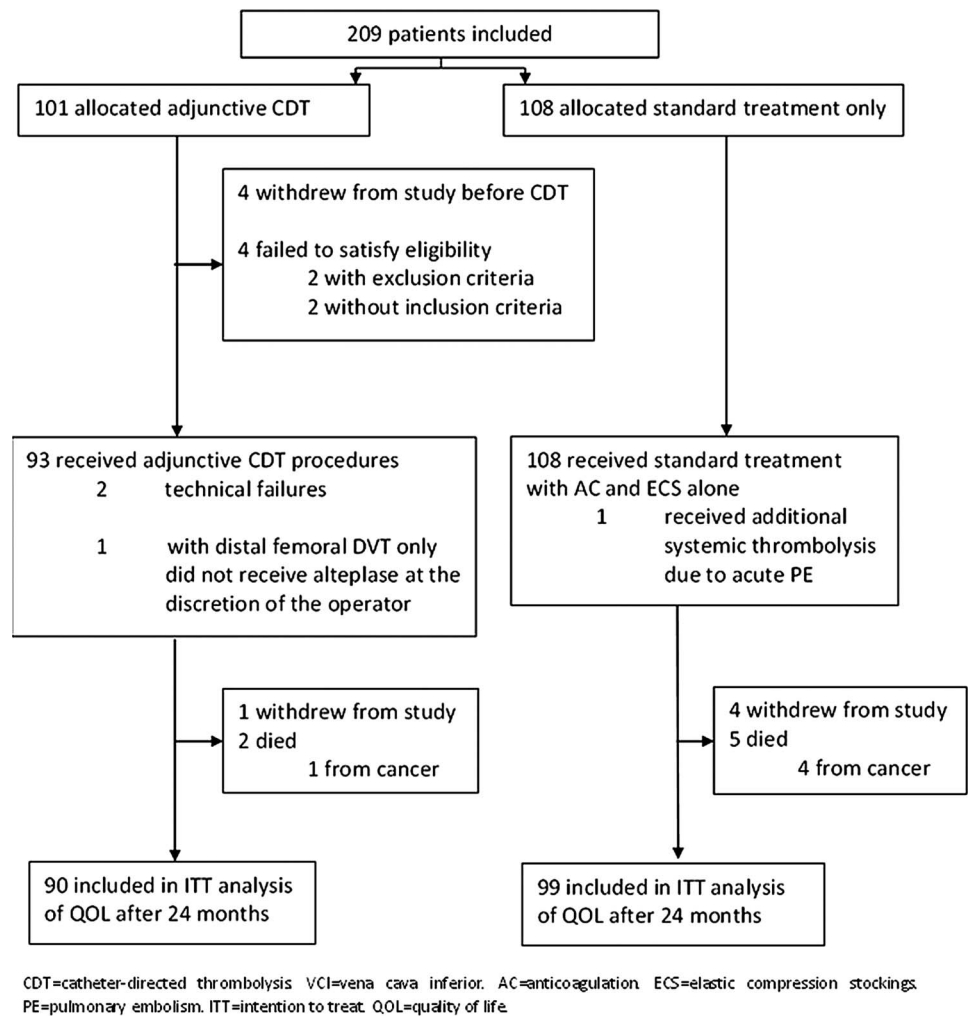 209 patients included
101 allocated adjunctive CDT
108 allocated standard treatment only
4 withdrew from study before CDT
4 failed to satisfy eligibility
2 with exclusion criteria
2 without inclusion criteria
93 received adjunctive CDT procedures
2 technical failures
1 with distal femoral DVT only
did not receive alteplase at the
discretion of the operator
108 received standard treatment
with AC and ECS alone
1 received additional
systemic thrombolysis
due to acute PE
1 withdrew from study
2 died
1 from cancer
4 withdrew from study
5 died
4 from cancer
90 included in ITT analysis
of QOL after 24 months
99 included in ITT analysis
of QOL after 24 months
CDT=catheter-directed thrombolysis. VCI=vena cava inferior. AC=anticoagulation. ECS=elastic compression stockings.
PE=pulmonary embolism. ITT=intention to treat. QOL=quality of life.